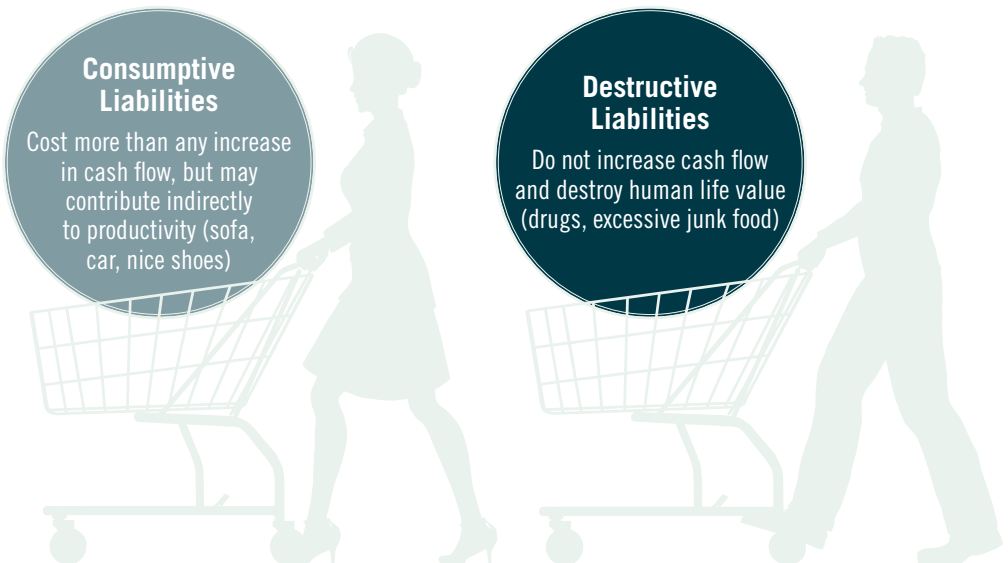 Consumptive
Liabilities
Cost more than any increase
in cash flow, but may
contribute indirectly
to productivity (sofa,
car, nice shoes)
Destructive
Liabilities
Do not increase cash flow
and destroy human life value
(drugs, excessive junk food)